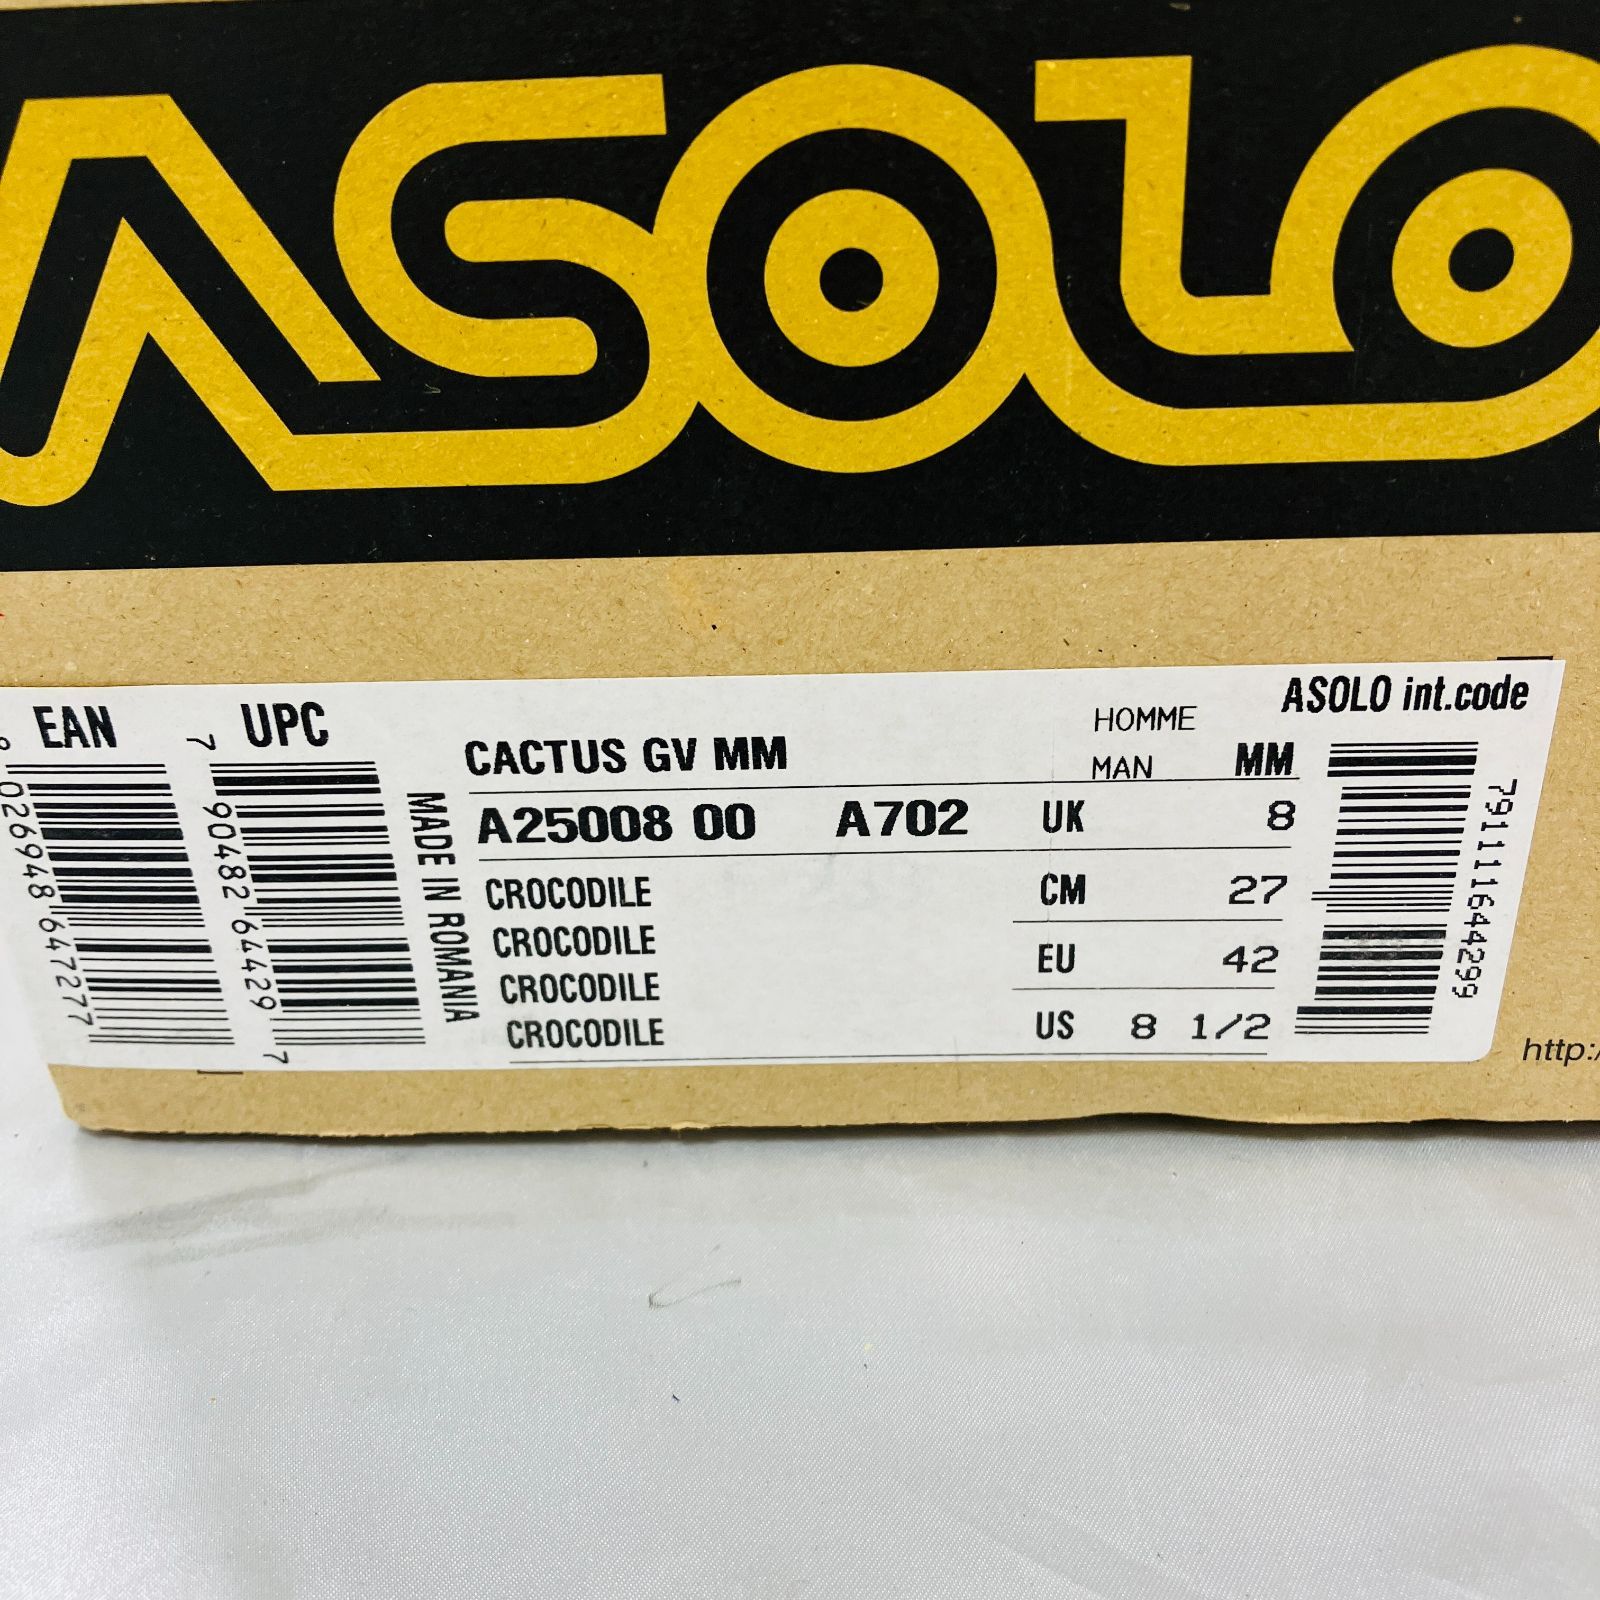 ASOLO
EAN
8 026948 647277
UPC
7 90482 64429 7
MADE IN ROMANIA
CACTUS GV MM
HOMME
MAN MM
ASOLO int.code
A25008 00 A702 UK 8
CROCODILE CM 27
CROCODILE
CROCODILE EU 42
CROCODILE US 8 1/2
791111644299
http:/